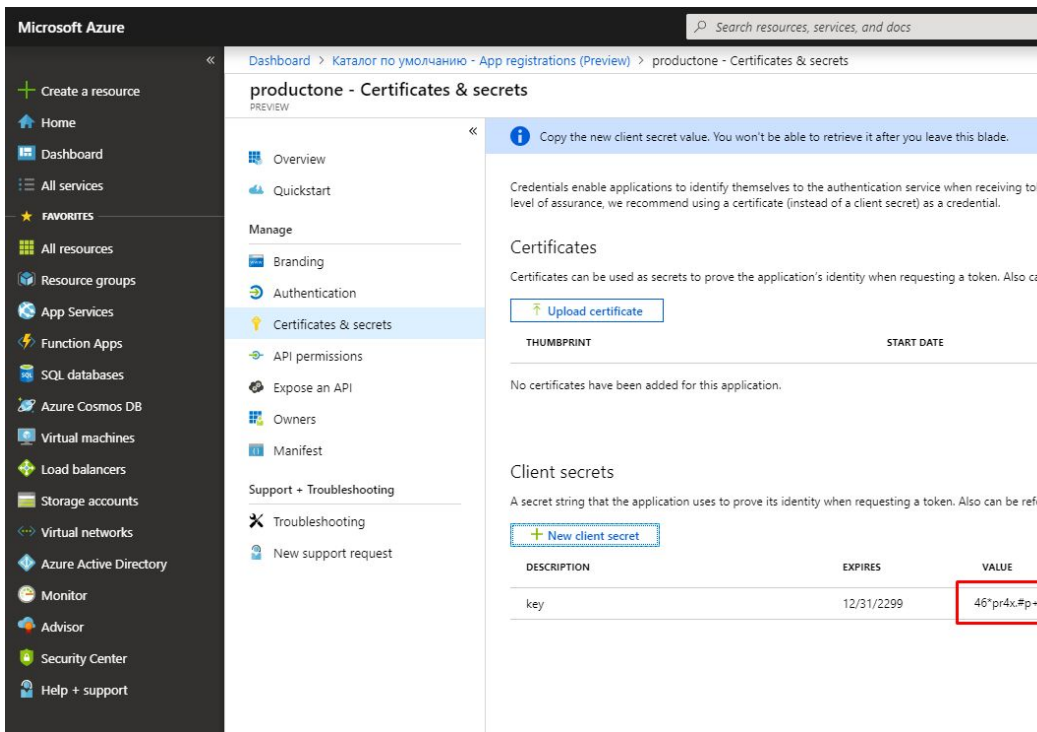 Microsoft Azure
Search resources, services, and docs
«
Create a resource
Home
Dashboard
All services
FAVORITES
All resources
Resource groups
App Services
Function Apps
SQL databases
Azure Cosmos DB
Virtual machines
Load balancers
Storage accounts
Virtual networks
Azure Active Directory
Monitor
Advisor
Security Center
Help + support
Dashboard > Каталог по умолчанию - App registrations (Preview) > productone - Certificates & secrets
productone - Certificates & secrets
PREVIEW
«
Overview
Quickstart
Manage
Branding
Authentication
Certificates & secrets
API permissions
Expose an API
Owners
Manifest
Support + Troubleshooting
Troubleshooting
New support request
Copy the new client secret value. You won't be able to retrieve it after you leave this blade.
Credentials enable applications to identify themselves to the authentication service when receiving to
level of assurance, we recommend using a certificate (instead of a client secret) as a credential.
Certificates
Certificates can be used as secrets to prove the application's identity when requesting a token. Also ca
Upload certificate
THUMBPRINT START DATE
No certificates have been added for this application.
Client secrets
A secret string that the application uses to prove its identity when requesting a token. Also can be ref
New client secret
DESCRIPTION EXPIRES VALUE
key 12/31/2299 46*pr4x.#p+